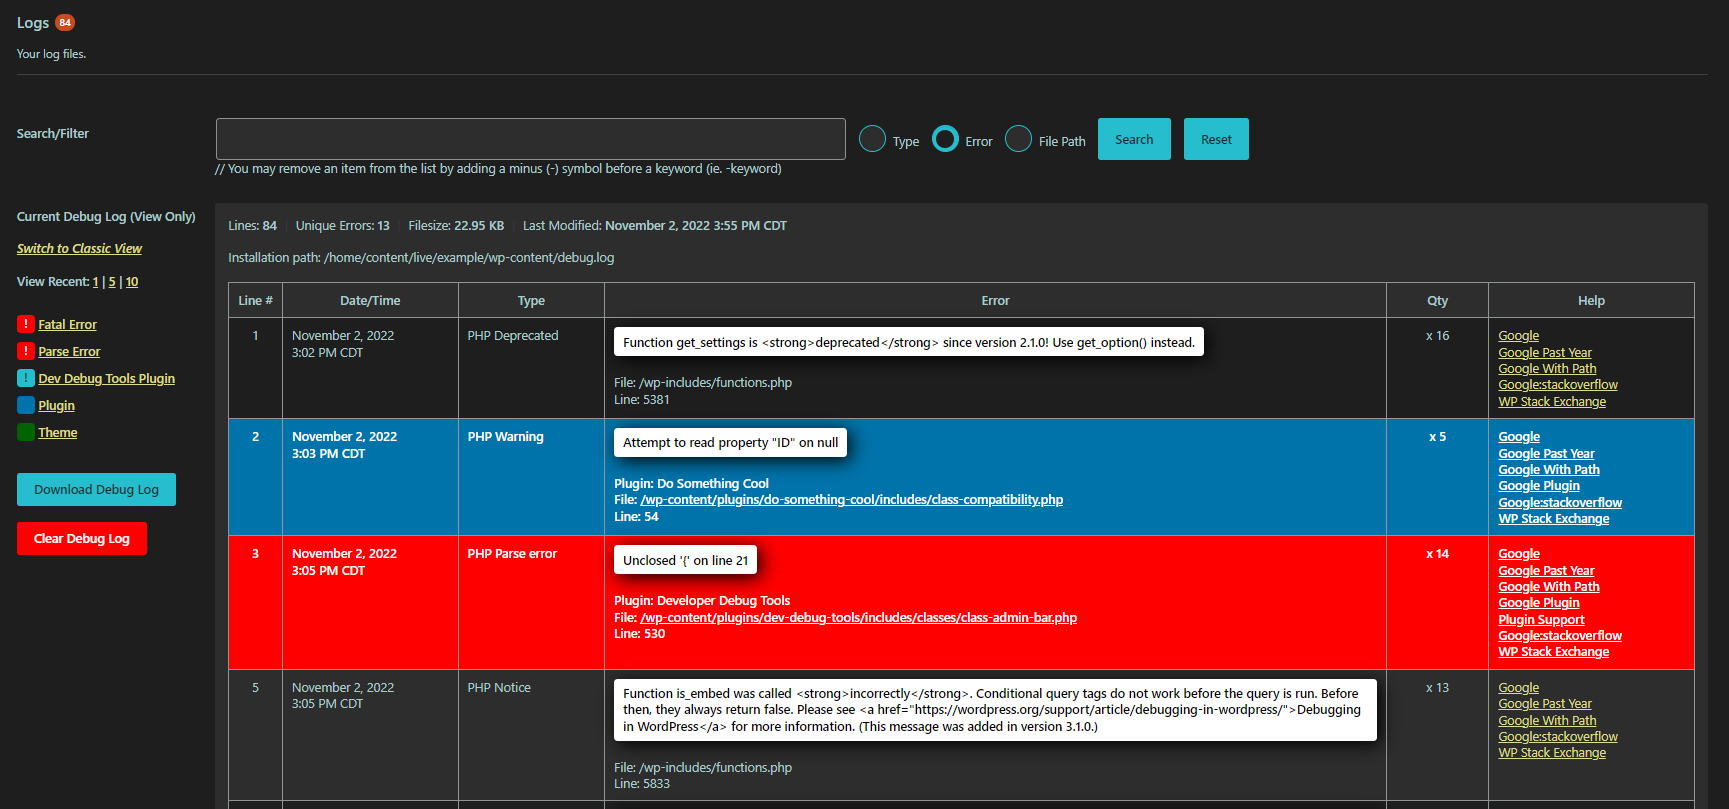 Logs 84
Your log files.
Search/Filter
Type Error File Path Search Reset
// You may remove an item from the list by adding a minus (-) symbol before a keyword (ie. -keyword)
Current Debug Log (View Only)
Switch to Classic View
View Recent: 1 | 5 | 10
! Fatal Error
! Parse Error
! Dev Debug Tools Plugin
Plugin
Theme
Download Debug Log
Clear Debug Log
Lines: 84 | Unique Errors: 13 | Filesize: 22.95 KB | Last Modified: November 2, 2022 3:55 PM CDT
Installation path: /home/content/live/example/wp-content/debug.log
Line # Date/Time Type Error Qty Help
1
November 2, 2022
3:02 PM CDT
PHP Deprecated
Function get_settings is <strong>deprecated</strong> since version 2.1.0! Use get_option() instead.
File: /wp-includes/functions.php
Line: 5381
x 16
Google
Google Past Year
Google With Path
Google:stackoverflow
WP Stack Exchange
2
November 2, 2022
3:03 PM CDT
PHP Warning
Attempt to read property "ID" on null
Plugin: Do Something Cool
File: /wp-content/plugins/do-something-cool/includes/class-compatibility.php
Line: 54
x 5
Google
Google Past Year
Google With Path
Google Plugin
Google:stackoverflow
WP Stack Exchange
3
November 2, 2022
3:05 PM CDT
PHP Parse error
Unclosed '{' on line 21
Plugin: Developer Debug Tools
File: /wp-content/plugins/dev-debug-tools/includes/classes/class-admin-bar.php
Line: 530
x 14
Google
Google Past Year
Google With Path
Google Plugin
Plugin Support
Google:stackoverflow
WP Stack Exchange
5
November 2, 2022
3:05 PM CDT
PHP Notice
Function is_embed was called <strong>incorrectly</strong>. Conditional query tags do not work before the query is run. Before
then, they always return false. Please see <a href="https://wordpress.org/support/article/debugging-in-wordpress/">Debugging
in WordPress</a> for more information. (This message was added in version 3.1.0.)
File: /wp-includes/functions.php
Line: 5833
x 13
Google
Google Past Year
Google With Path
Google:stackoverflow
WP Stack Exchange